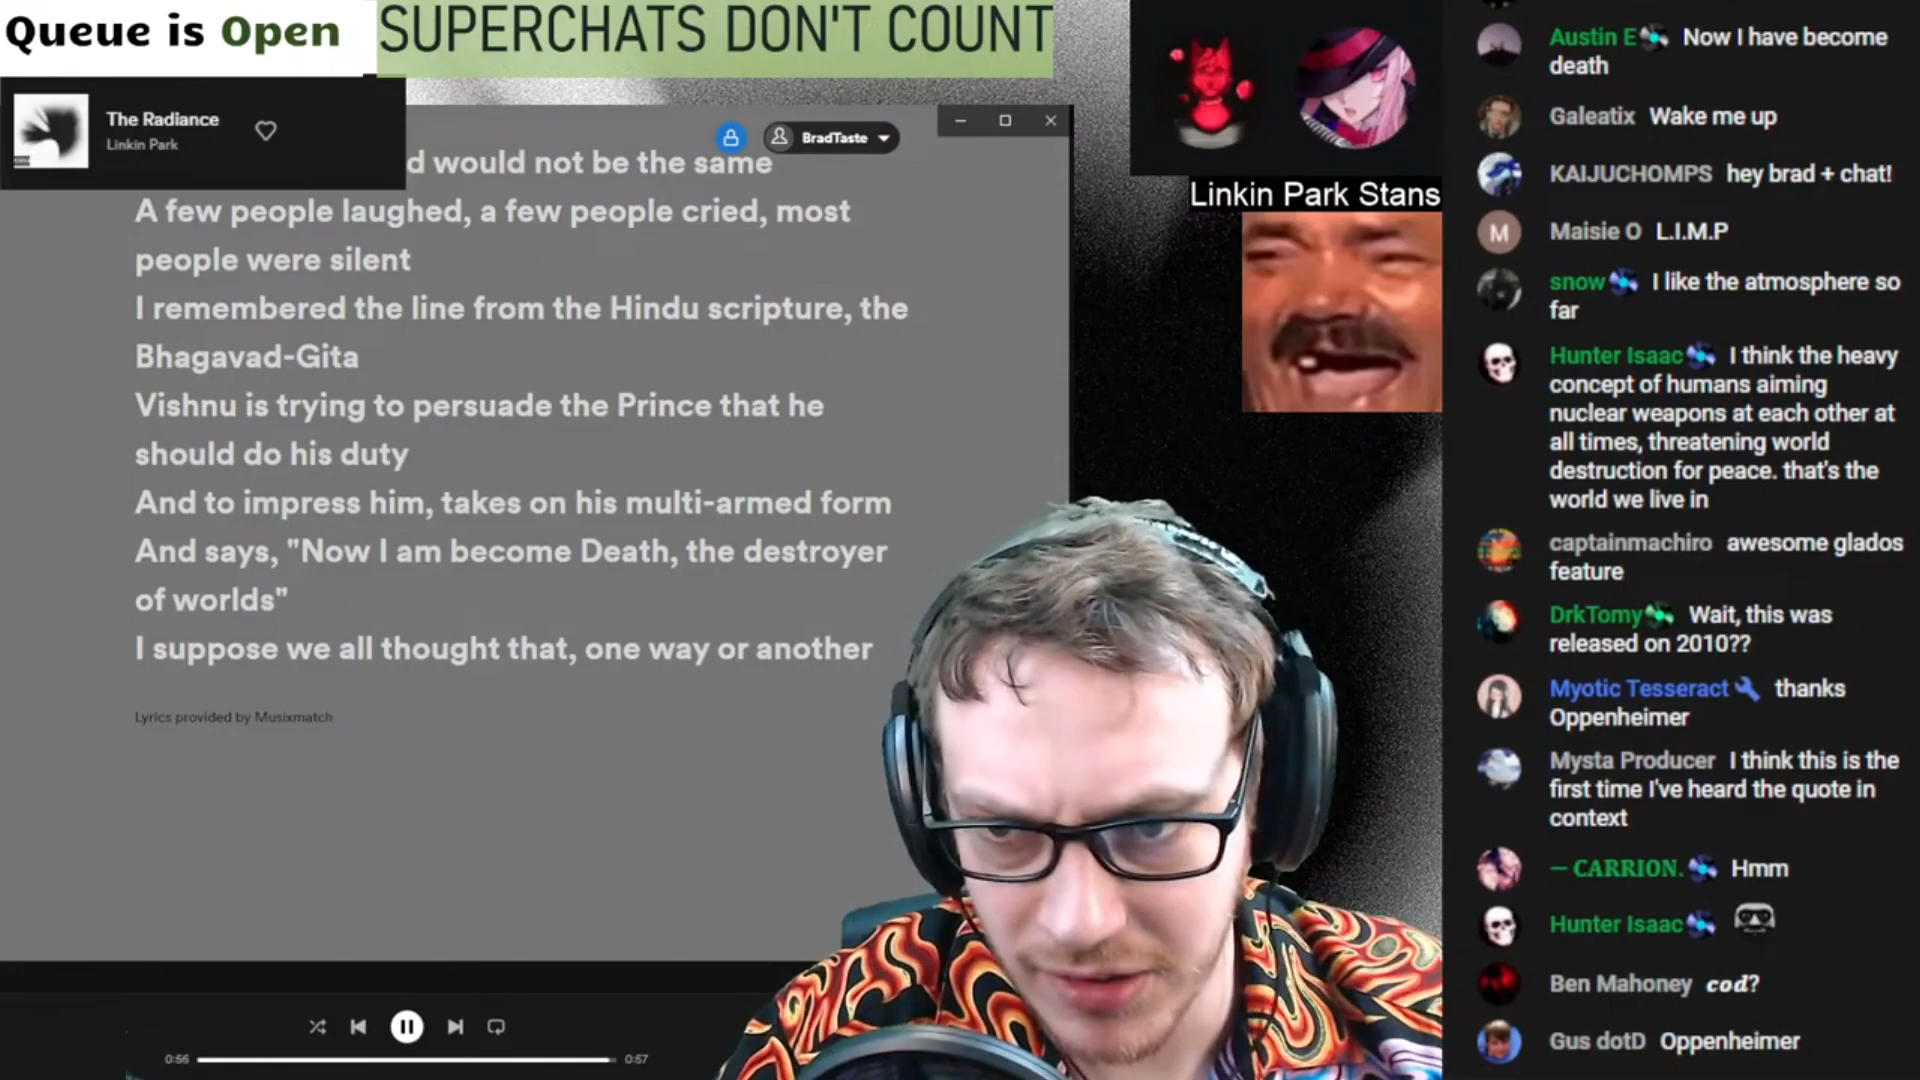 Queue is Open
SUPERCHATS DON'T COUNT
The Radiance
Linkin Park
BradTaste
d would not be the same
A few people laughed, a few people cried, most
people were silent
I remembered the line from the Hindu scripture, the
Bhagavad-Gita
Vishnu is trying to persuade the Prince that he
should do his duty
And to impress him, takes on his multi-armed form
And says, "Now I am become Death, the destroyer
of worlds"
I suppose we all thought that, one way or another
Lyrics provided by Musixmatch
0:56
0:57
Linkin Park Stans
Austin E Now I have become
death
Galeatix Wake me up
KAIJUCHOMPS hey brad + chat!
M
Maisie O L.I.M.P
snow I like the atmosphere so
far
Hunter Isaac I think the heavy
concept of humans aiming
nuclear weapons at each other at
all times, threatening world
destruction for peace. that's the
world we live in
captainmachiro awesome glados
feature
DrkTomy Wait, this was
released on 2010??
Myotic Tesseract thanks
Oppenheimer
Mysta Producer I think this is the
first time I've heard the quote in
context
— CARRION. Hmm
Hunter Isaac
Ben Mahoney cod?
Gus dotD Oppenheimer